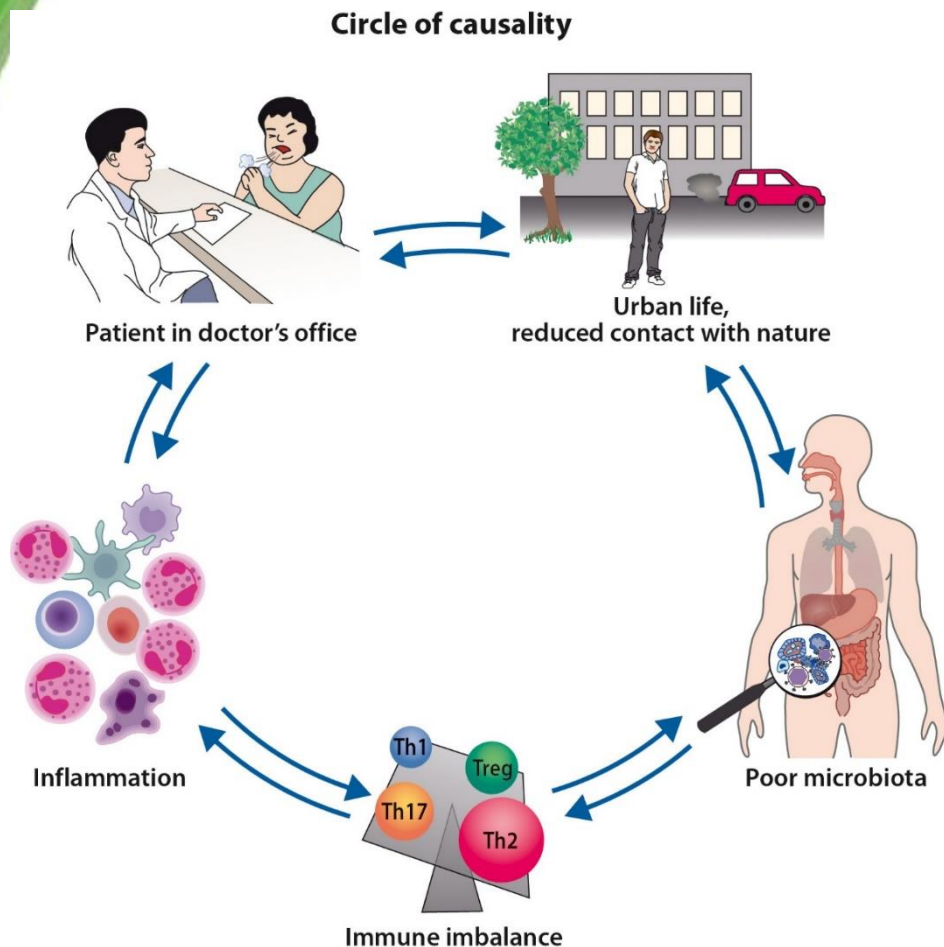 Circle of causality
Patient in doctor's office
Urban life,
reduced contact with nature
Inflammation
Th1
Treg
Th17
Th2
Poor microbiota
Immune imbalance